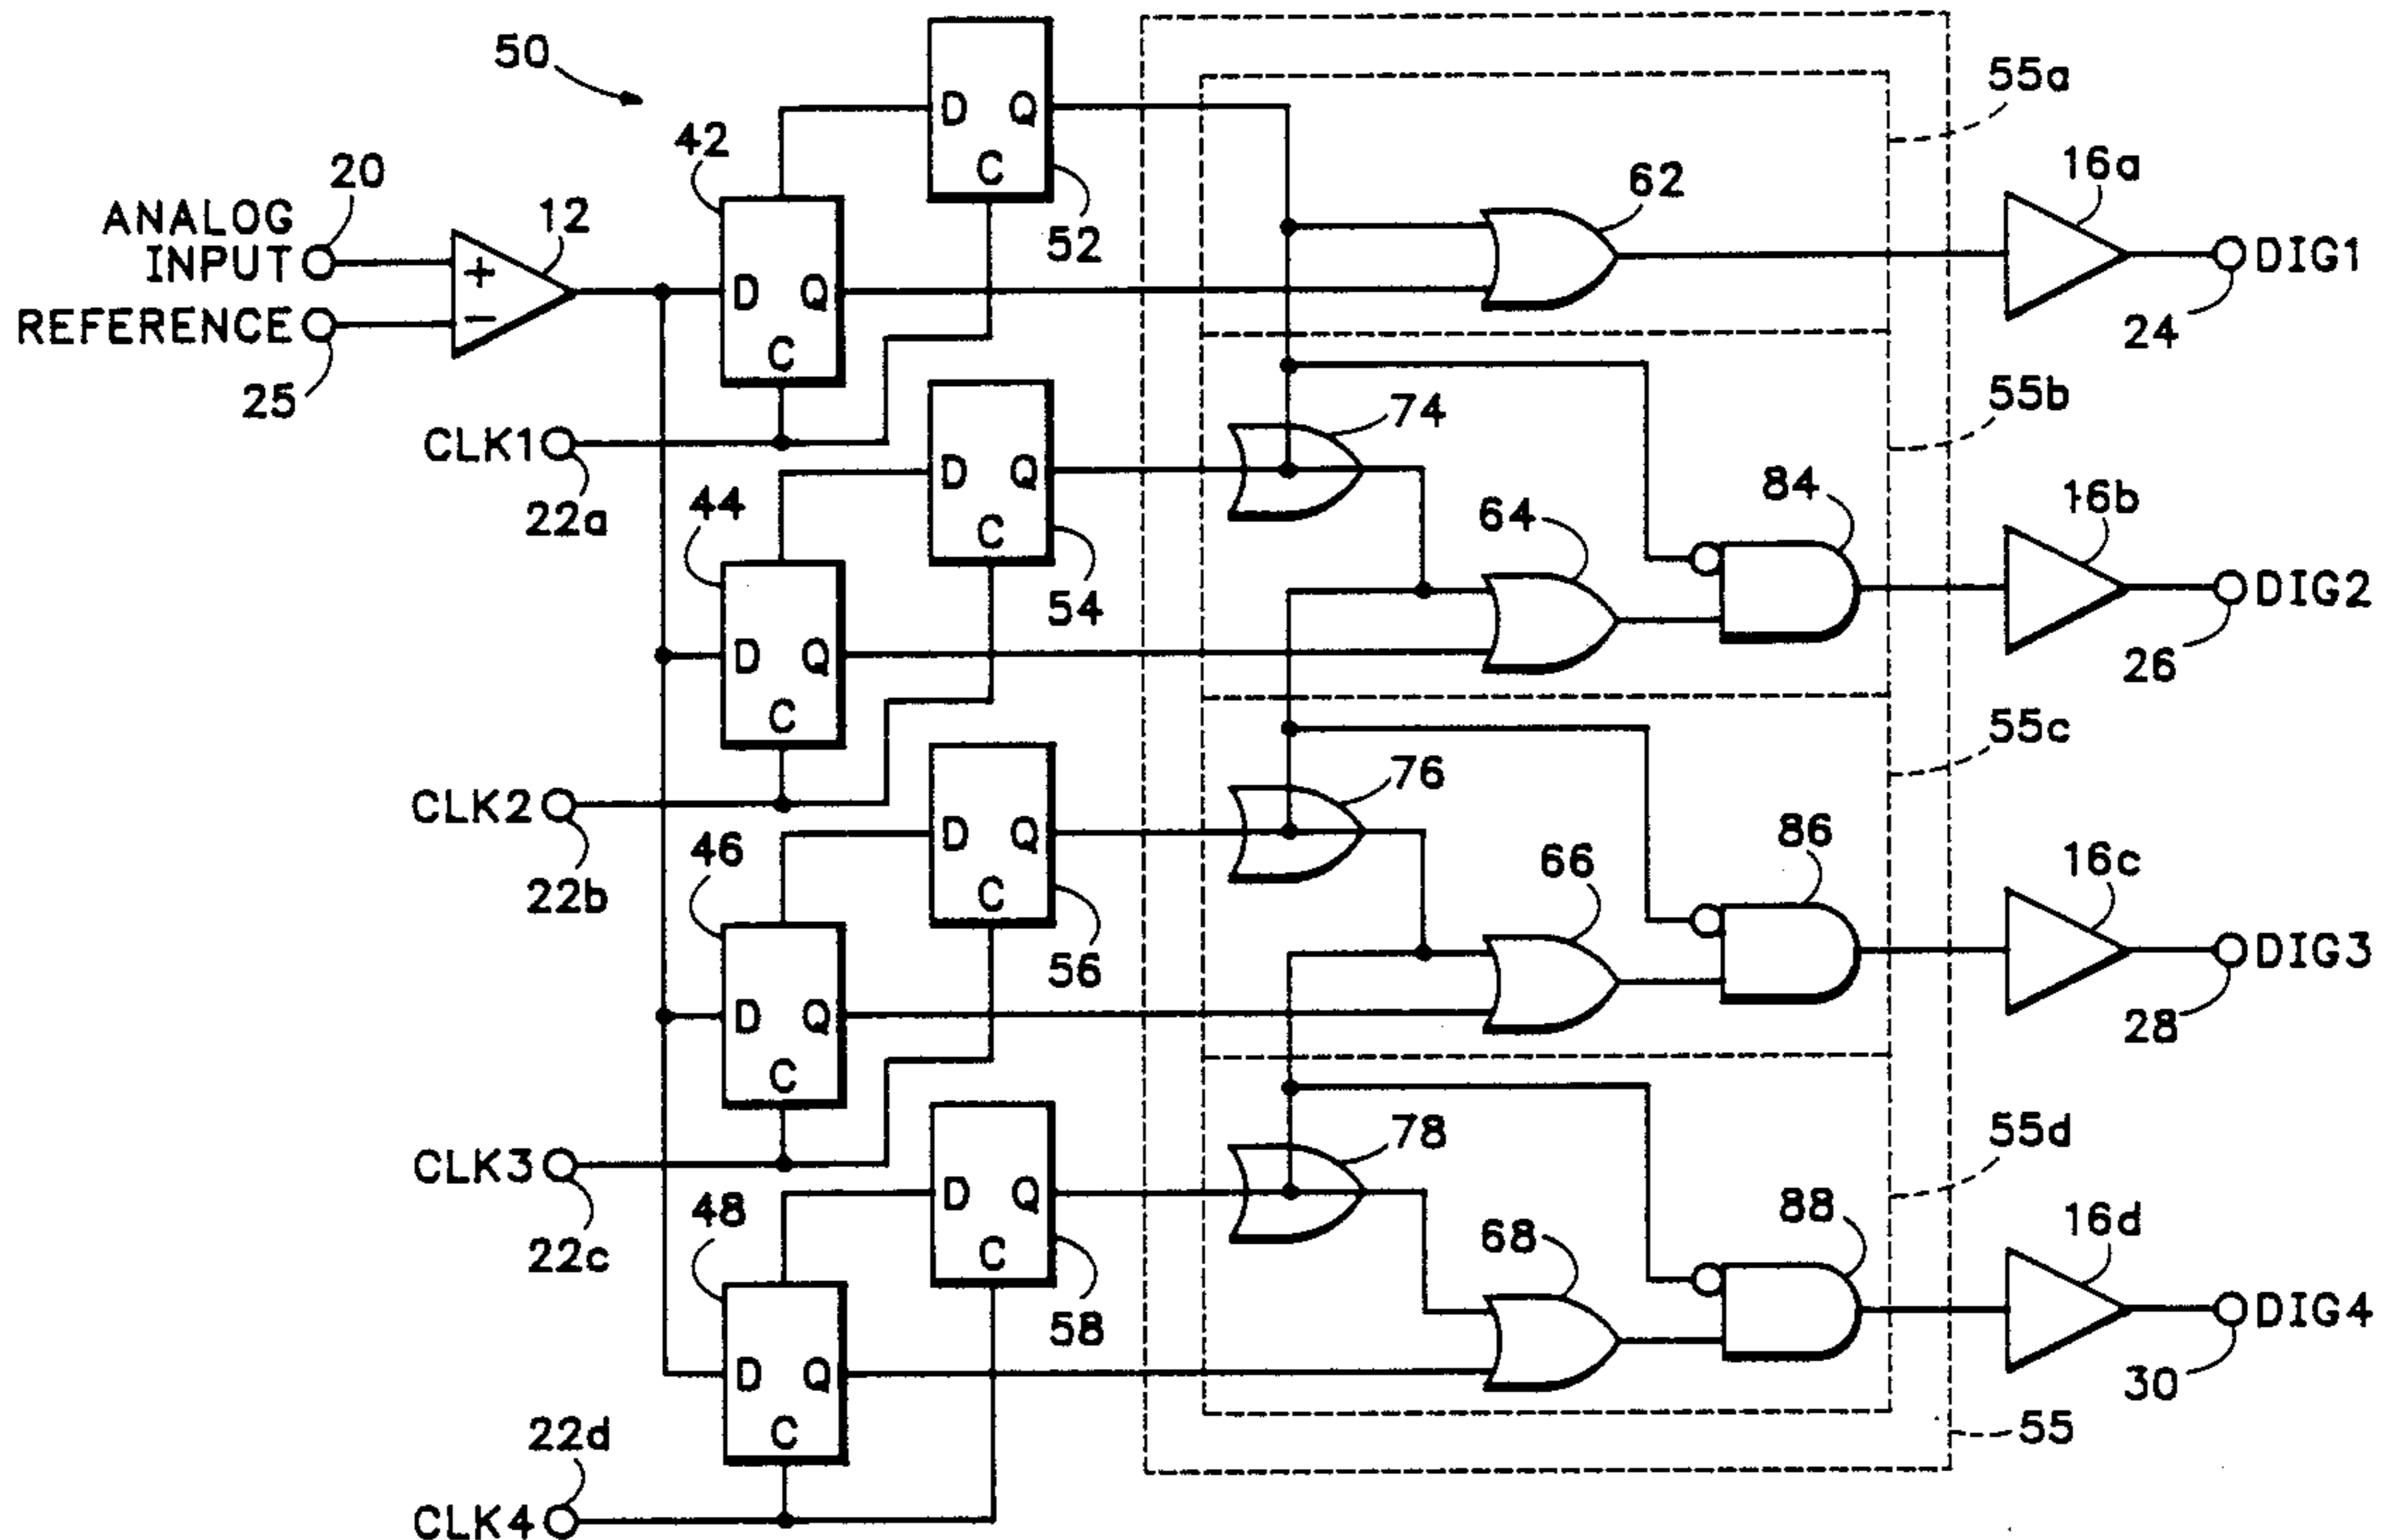 50
55a
D Q
C
42
52
62
16a
20
ANALOG
INPUT
12
+
−
D Q
C
DIG1
24
REFERENCE
25
CLK1
22a
55b
D Q
C
44
54
74
64
84
16b
D Q
C
DIG2
26
CLK2
22b
55c
D Q
C
46
56
76
66
86
16c
D Q
C
DIG3
28
CLK3
22c
55d
D Q
C
48
58
78
68
88
16d
D Q
C
DIG4
30
22d
CLK4
55